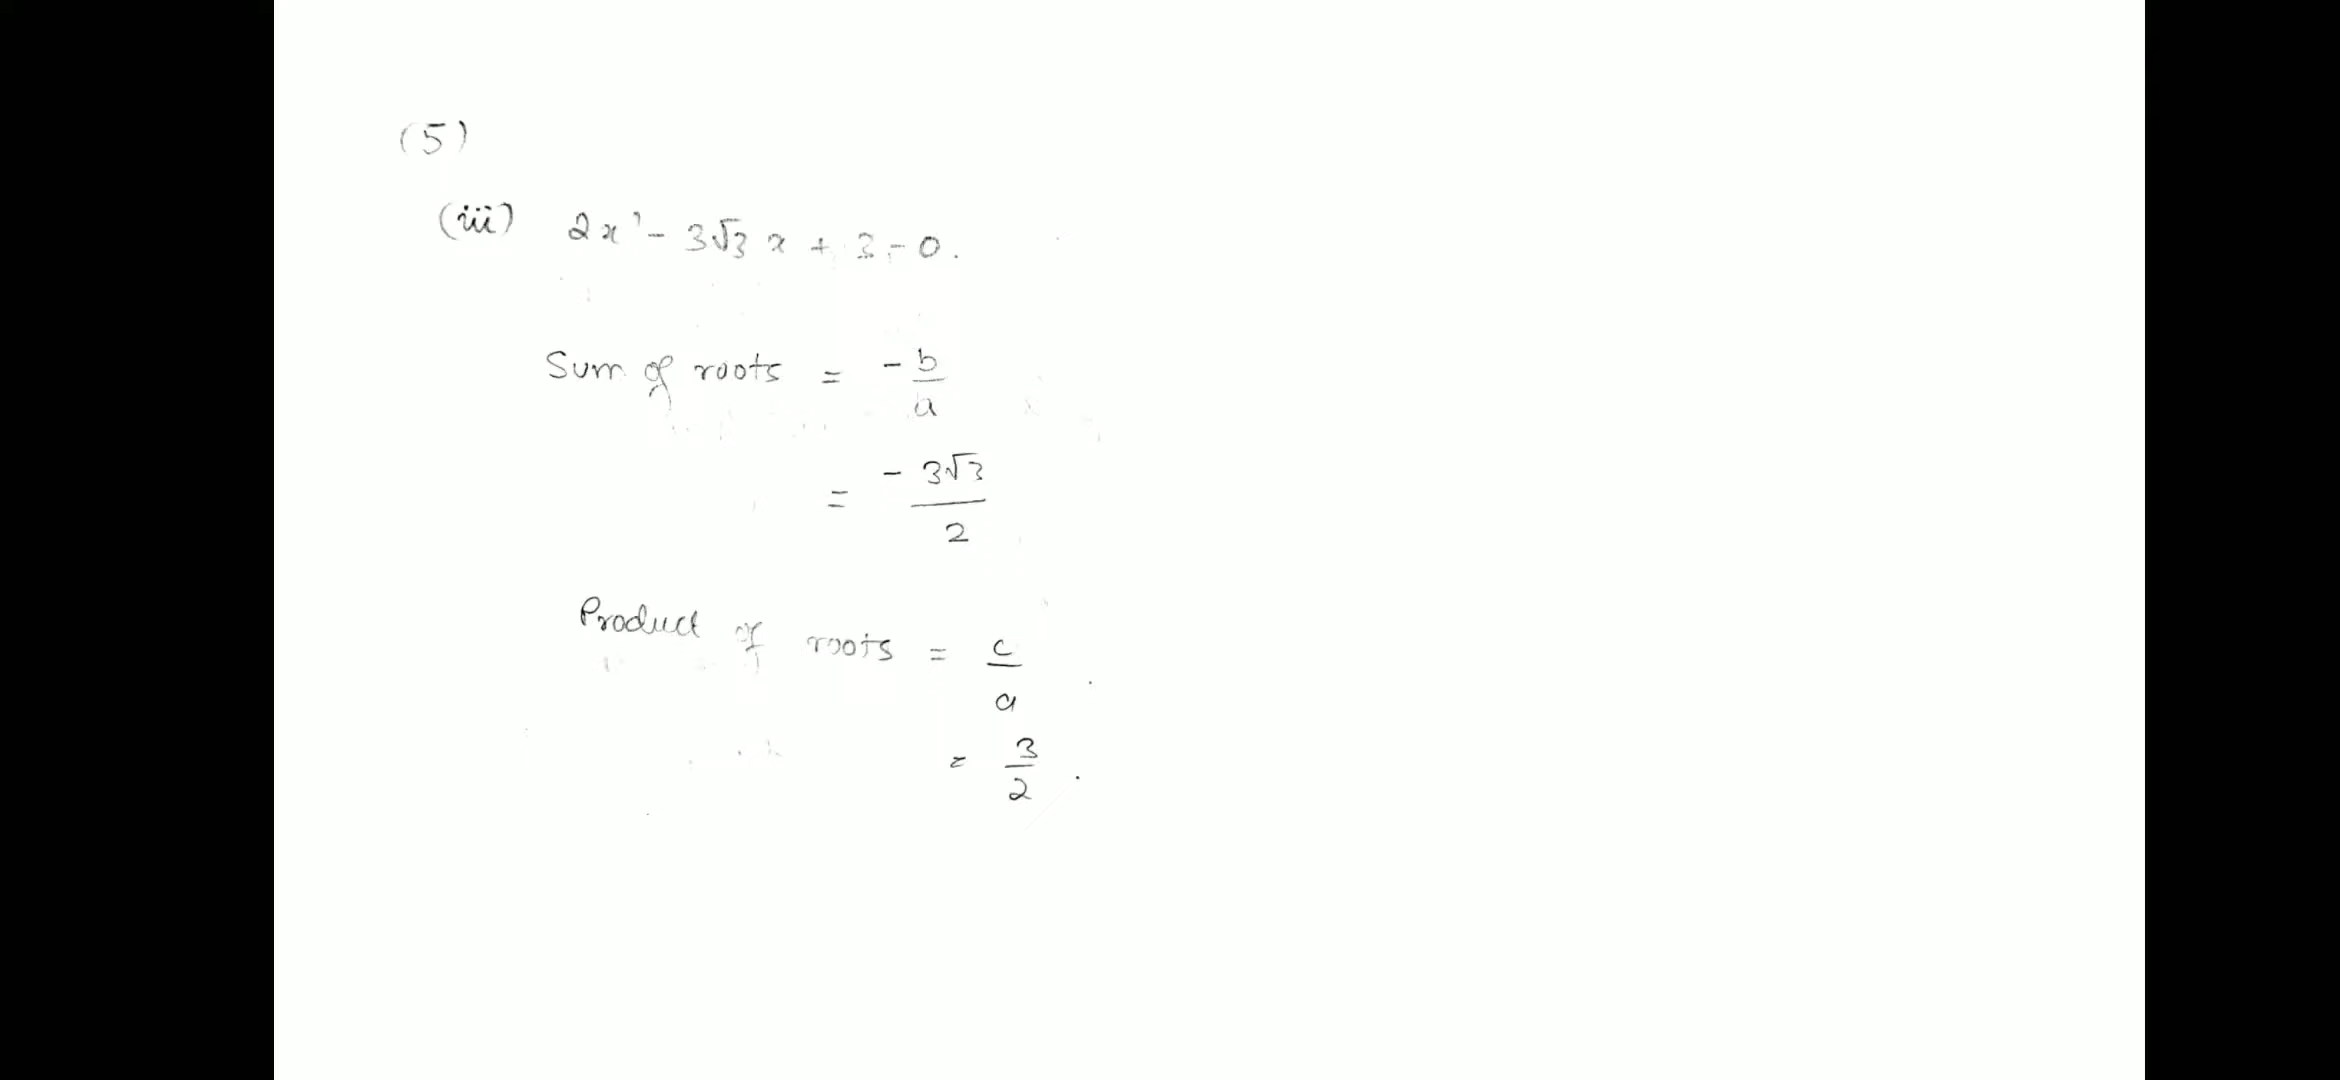 (5)
(iii) 2x² - 3√3 x + 3 = 0.
Sum of roots = - b/a
= - 3√3/2
Product of roots = c/a
= 3/2.